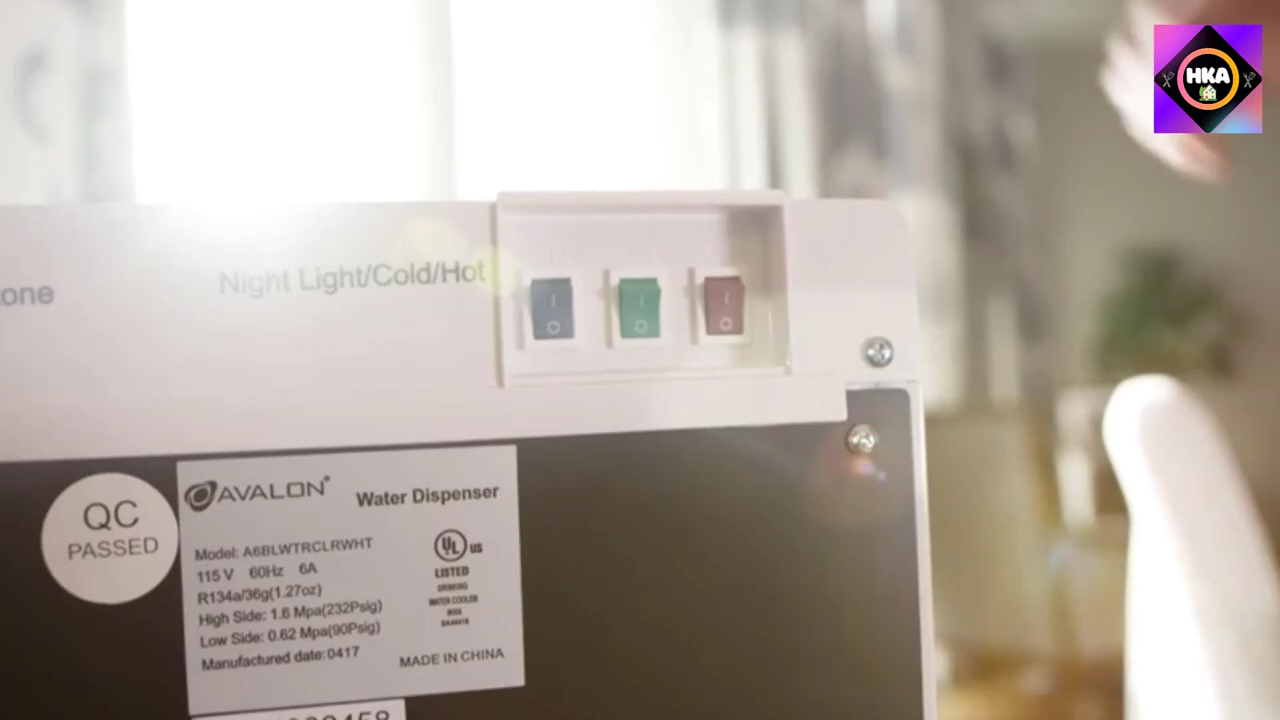 HKA
Night Light/Cold/Hot
one
I I I
O O O
QC
PASSED
AVALON®
Water Dispenser
Model: A6BLWTRCLRWHT
115 V 60Hz 6A
R134a/36g(1.27oz)
High Side: 1.6 Mpa(232Psig)
Low Side: 0.62 Mpa(90Psig)
Manufactured date: 0417
UL US
LISTED
DRINKING
WATER COOLER
MADE IN CHINA